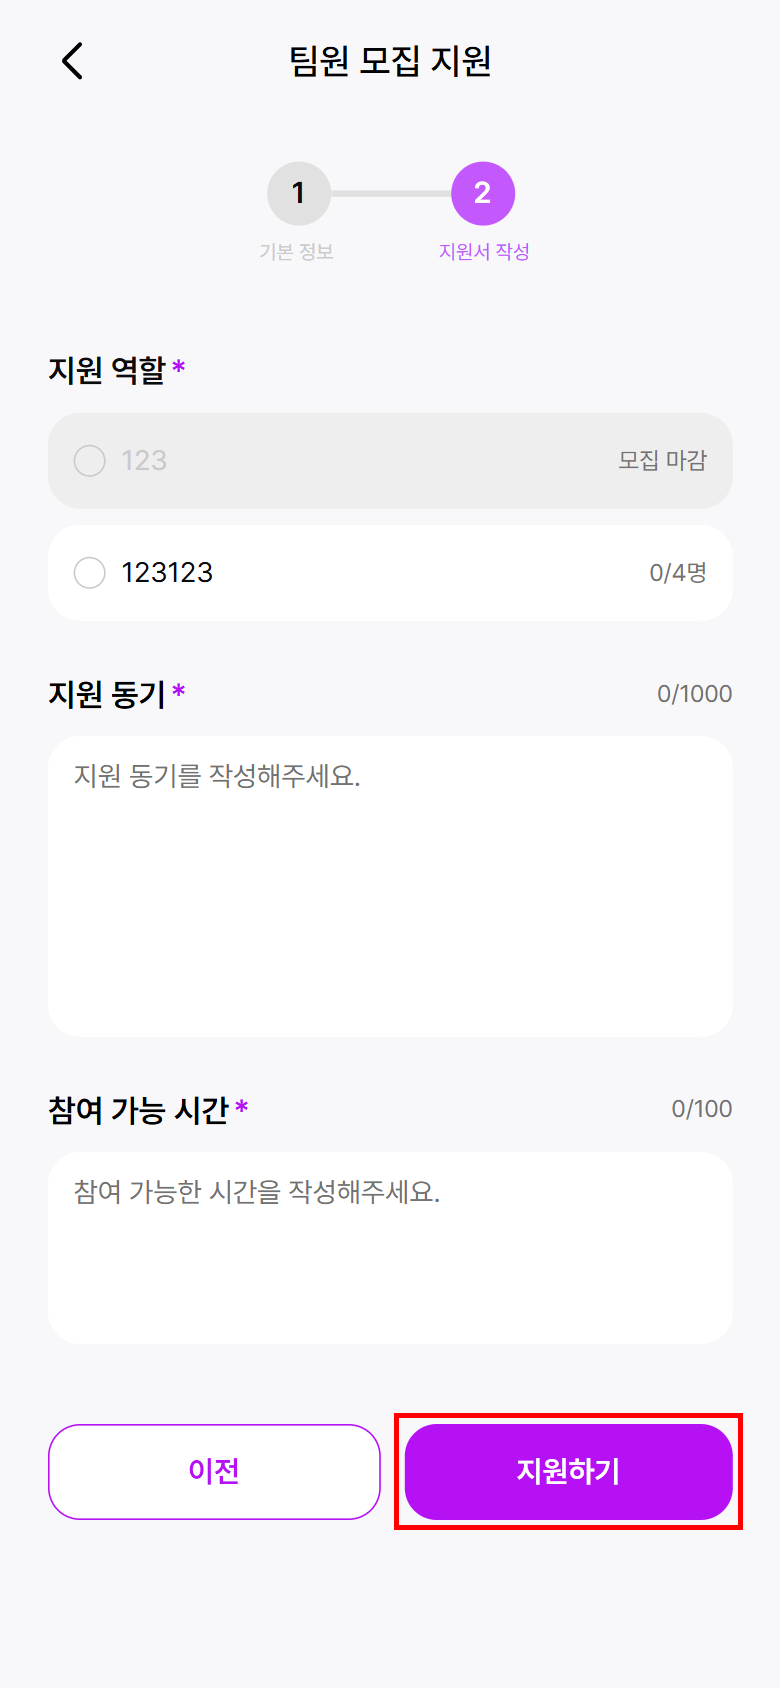 팀원 모집 지원
1
2
기본 정보
지원서 작성
지원 역할 *
123
모집 마감
123123
0/4명
지원 동기 *
0/1000
지원 동기를 작성해주세요.
참여 가능 시간 *
0/100
참여 가능한 시간을 작성해주세요.
이전
지원하기